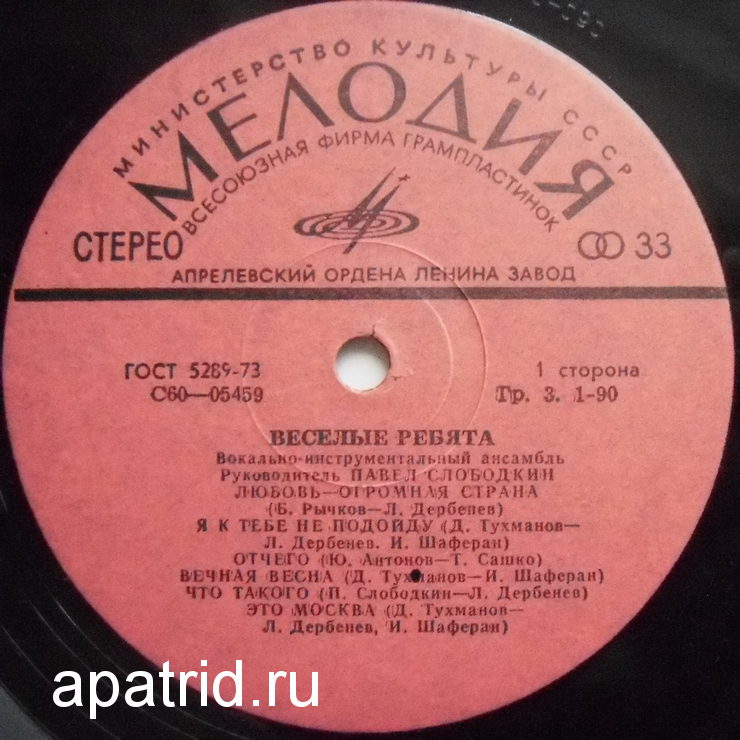 МИНИСТЕРСТВО КУЛЬТУРЫ СССР
МЕЛОДИЯ
ВСЕСОЮЗНАЯ ФИРМА ГРАМПЛАСТИНОК
СТЕРЕО
33
АПРЕЛЕВСКИЙ ОРДЕНА ЛЕНИНА ЗАВОД
ГОСТ 5289-73
1 сторона
С60—05459
Гр. 3. 1-90
ВЕСЕЛЫЕ РЕБЯТА
Вокально-инструментальный ансамбль
Руководитель ПАВЕЛ СЛОБОДКИН
ЛЮБОВЬ—ОГРОМНАЯ СТРАНА
(Б. Рычков—Л. Дербенев)
Я К ТЕБЕ НЕ ПОДОЙДУ (Д. Тухманов—
Л. Дербенев, И. Шаферан)
ОТЧЕГО (Ю. Антонов—Т. Сашко)
ВЕЧНАЯ ВЕСНА (Д. Тухманов—И. Шаферан)
ЧТО ТАКОГО (П. Слободкин—Л. Дербенев)
ЭТО МОСКВА (Д. Тухманов—
Л. Дербенев, И. Шаферан)
apatrid.ru